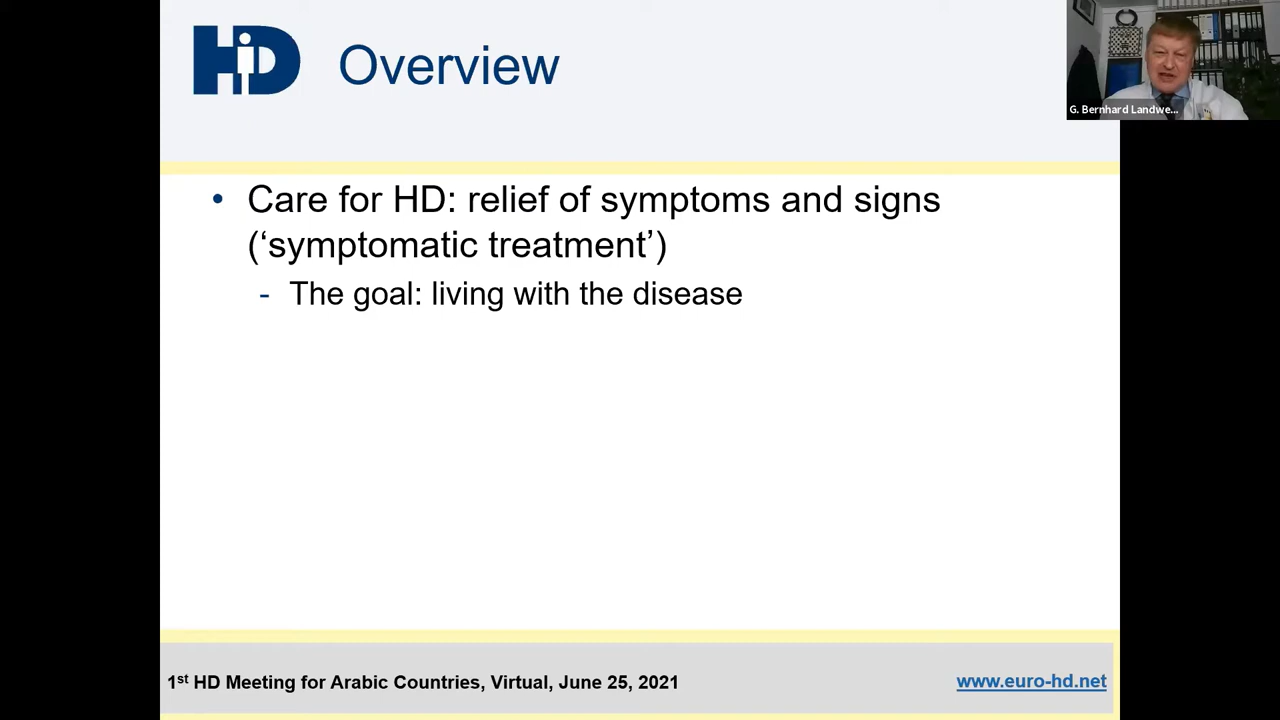 HD Overview
G. Bernhard Landwe...
• Care for HD: relief of symptoms and signs
(‘symptomatic treatment’)
- The goal: living with the disease
1st HD Meeting for Arabic Countries, Virtual, June 25, 2021
www.euro-hd.net